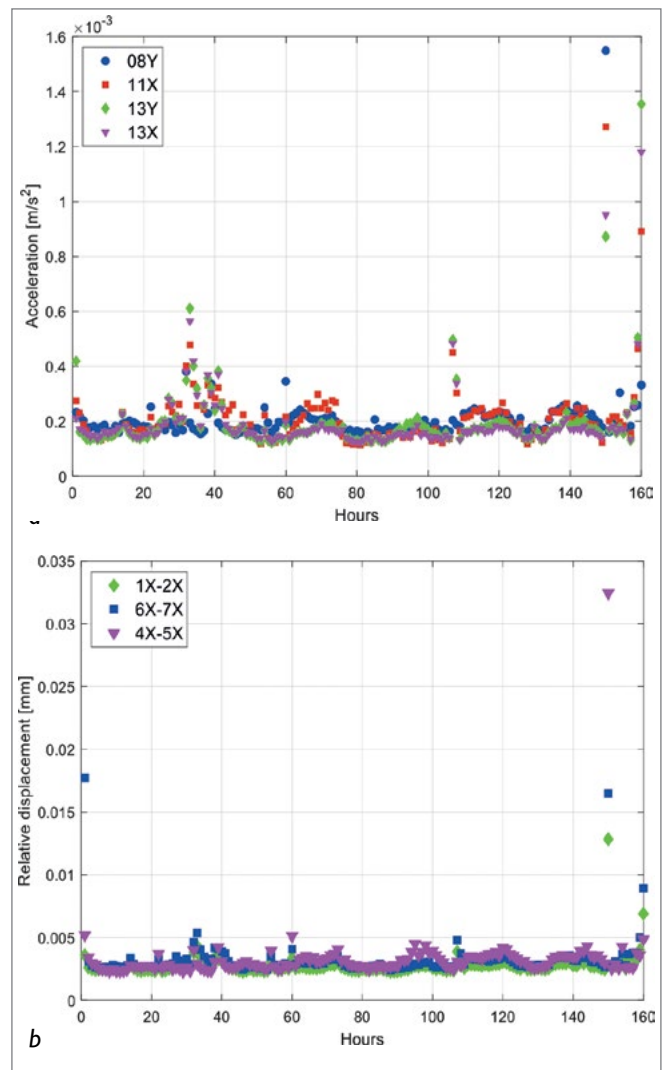 ×10⁻³
1.6
1.4
1.2
1
0.8
0.6
0.4
0.2
0
08Y
11X
13Y
13X
Acceleration [m/s²]
0 20 40 60 80 100 120 140 160
Hours
0.035
0.03
0.025
0.02
0.015
0.01
0.005
0
1X-2X
6X-7X
4X-5X
Relative displacement [mm]
0 20 40 60 80 100 120 140 160
Hours
b